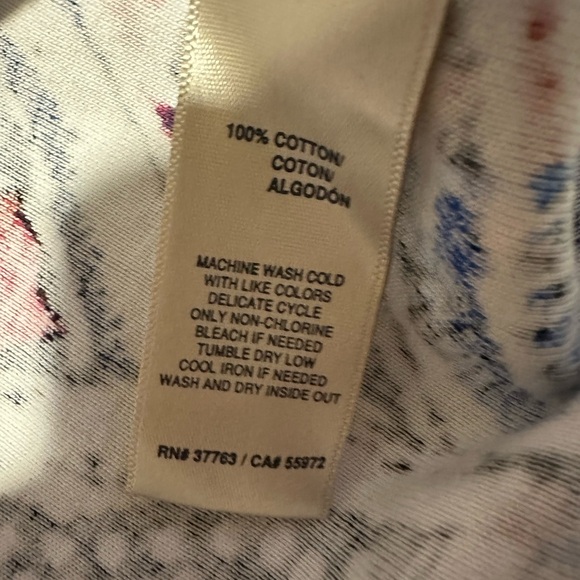 100% COTTON/
COTON/
ALGODÓN
MACHINE WASH COLD
WITH LIKE COLORS
DELICATE CYCLE
ONLY NON-CHLORINE
BLEACH IF NEEDED
TUMBLE DRY LOW
COOL IRON IF NEEDED
WASH AND DRY INSIDE OUT
RN# 37763 / CA# 55972